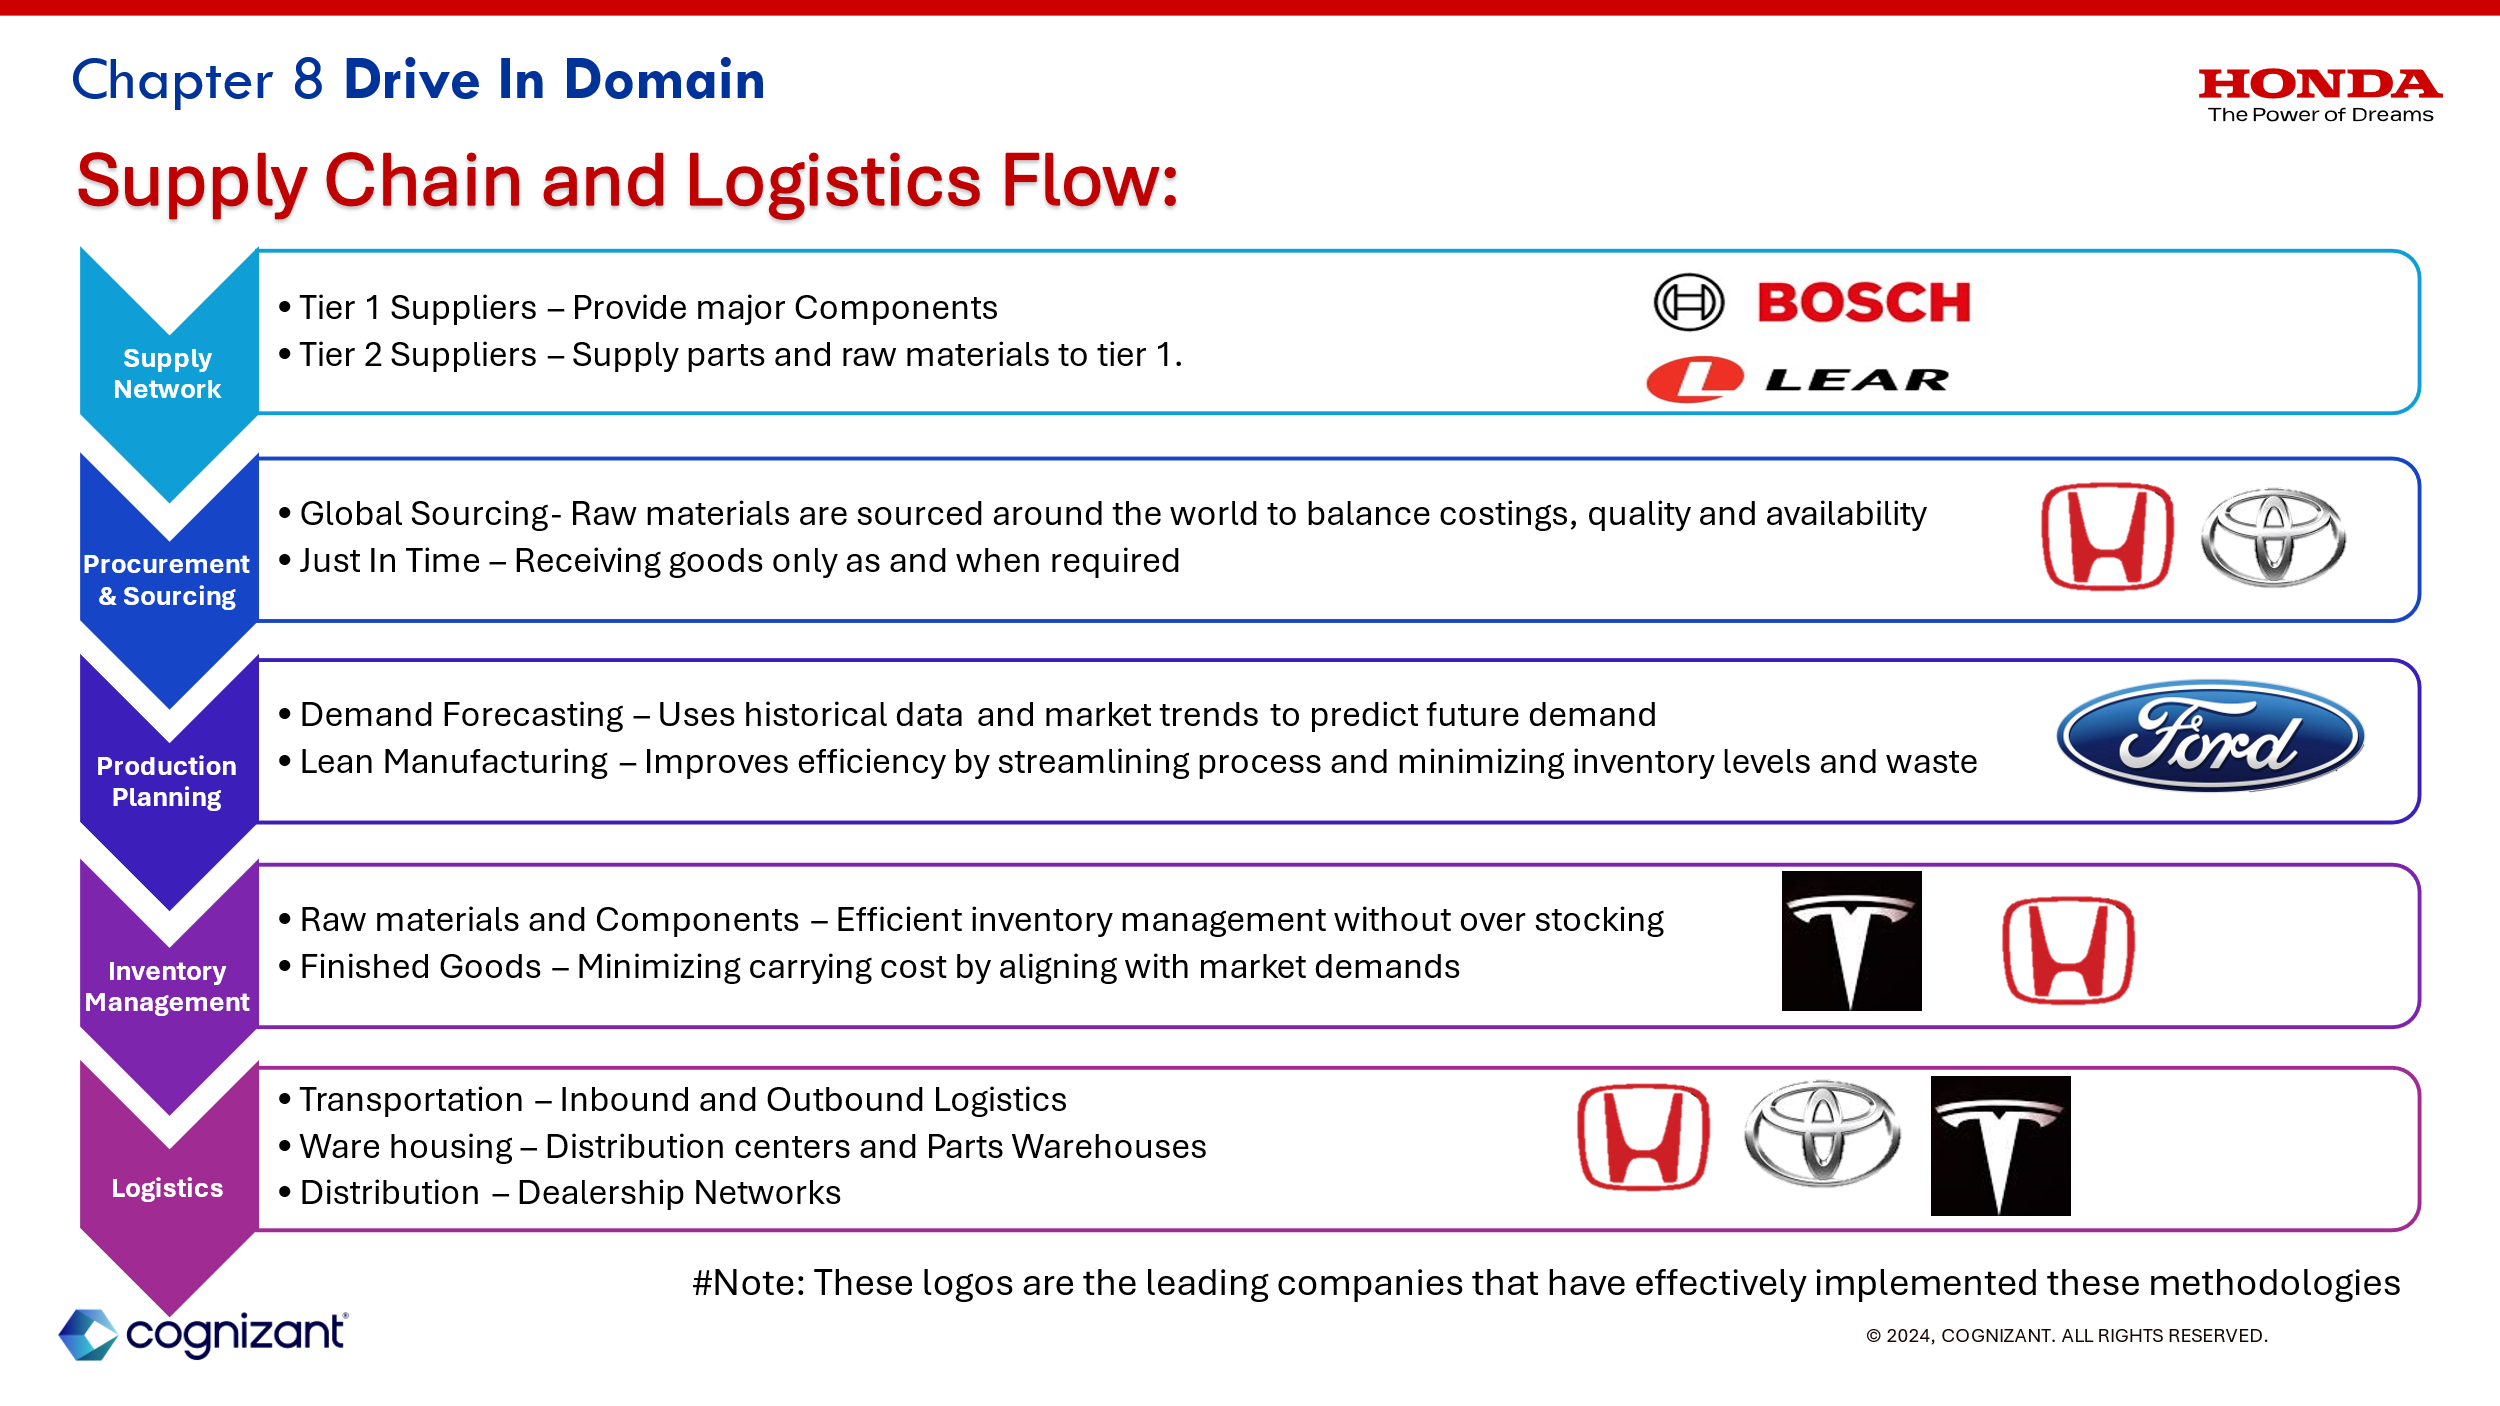 Chapter 8 Drive In Domain
HONDA
The Power of Dreams
Supply Chain and Logistics Flow:
Supply
Network
• Tier 1 Suppliers – Provide major Components
• Tier 2 Suppliers – Supply parts and raw materials to tier 1.
BOSCH
LEAR
Procurement
& Sourcing
• Global Sourcing- Raw materials are sourced around the world to balance costings, quality and availability
• Just In Time – Receiving goods only as and when required
Production
Planning
• Demand Forecasting – Uses historical data and market trends to predict future demand
• Lean Manufacturing – Improves efficiency by streamlining process and minimizing inventory levels and waste
Ford
Inventory
Management
• Raw materials and Components – Efficient inventory management without over stocking
• Finished Goods – Minimizing carrying cost by aligning with market demands
Logistics
• Transportation – Inbound and Outbound Logistics
• Ware housing – Distribution centers and Parts Warehouses
• Distribution – Dealership Networks
#Note: These logos are the leading companies that have effectively implemented these methodologies
cognizant®
© 2024, COGNIZANT. ALL RIGHTS RESERVED.